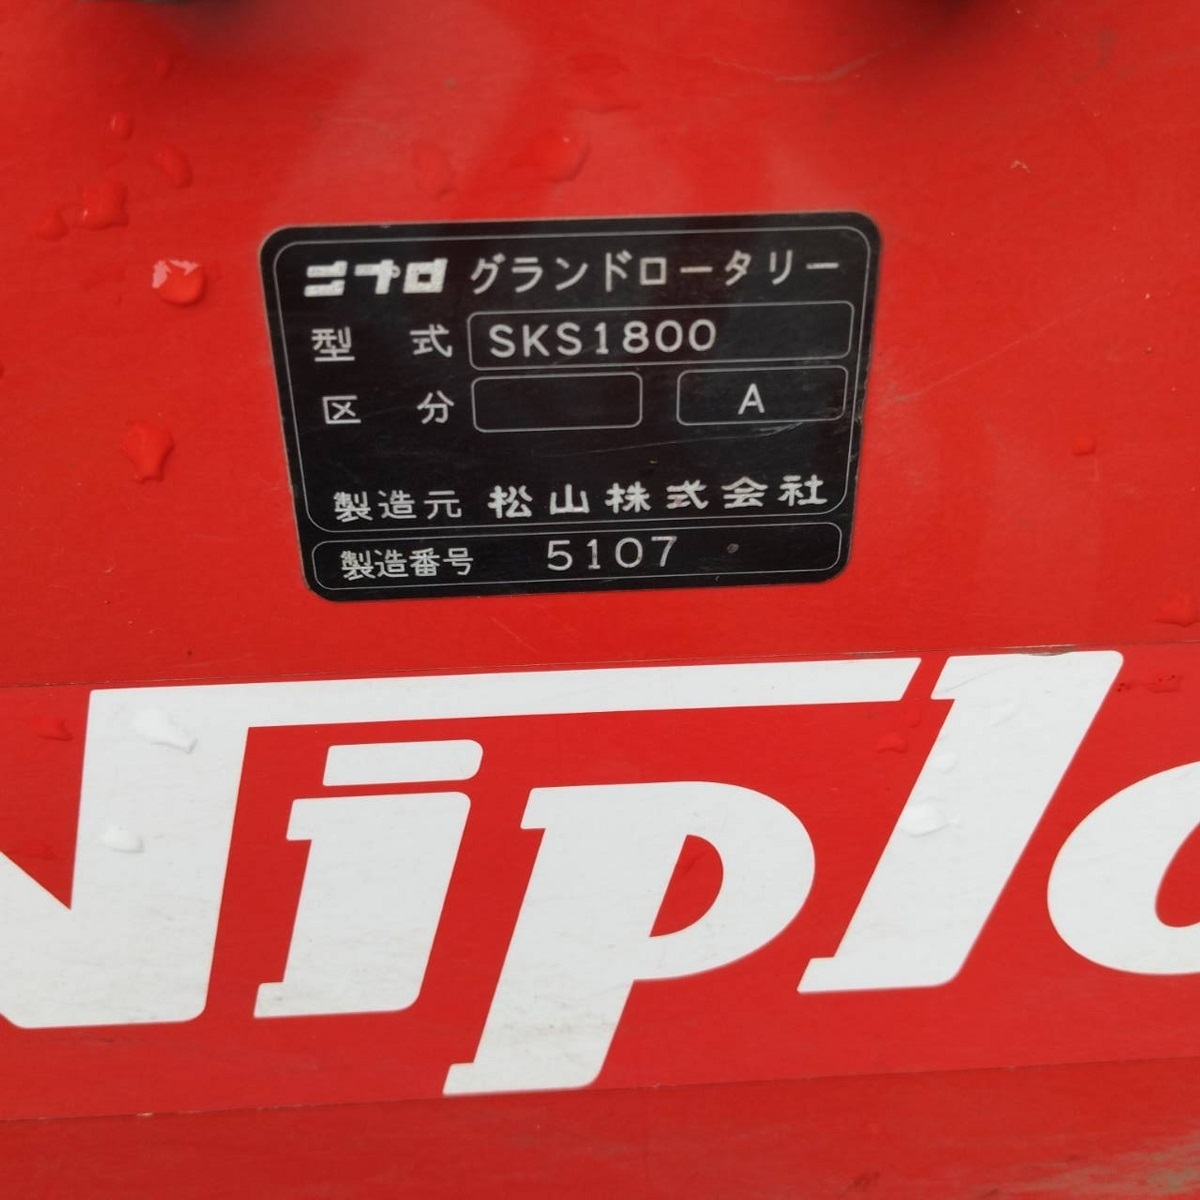 ニプロ グランドロータリー
型式 SKS1800
区分 A
製造元 松山株式会社
製造番号 5107
Niplo